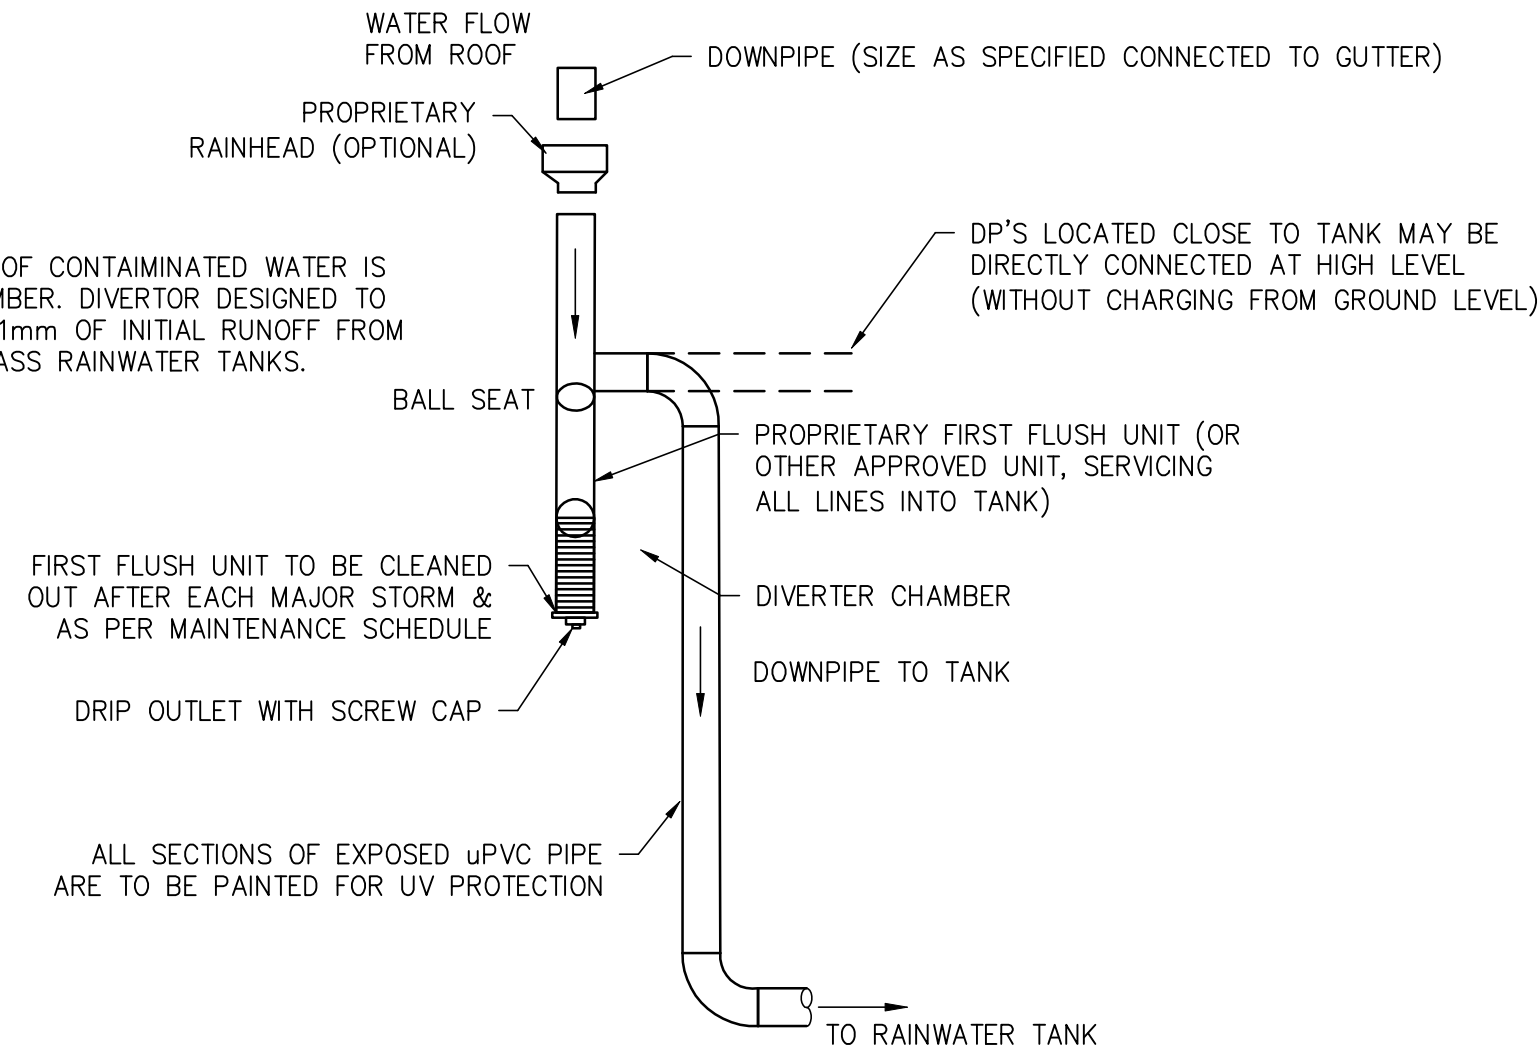 WATER FLOW
FROM ROOF
DOWNPIPE (SIZE AS SPECIFIED CONNECTED TO GUTTER)
PROPRIETARY
RAINHEAD (OPTIONAL)
DP'S LOCATED CLOSE TO TANK MAY BE
DIRECTLY CONNECTED AT HIGH LEVEL
(WITHOUT CHARGING FROM GROUND LEVEL)
OF CONTAIMINATED WATER IS
MBER. DIVERTOR DESIGNED TO
1mm OF INITIAL RUNOFF FROM
ASS RAINWATER TANKS.
BALL SEAT
PROPRIETARY FIRST FLUSH UNIT (OR
OTHER APPROVED UNIT, SERVICING
ALL LINES INTO TANK)
FIRST FLUSH UNIT TO BE CLEANED
OUT AFTER EACH MAJOR STORM &
AS PER MAINTENANCE SCHEDULE
DIVERTER CHAMBER
DOWNPIPE TO TANK
DRIP OUTLET WITH SCREW CAP
ALL SECTIONS OF EXPOSED uPVC PIPE
ARE TO BE PAINTED FOR UV PROTECTION
TO RAINWATER TANK